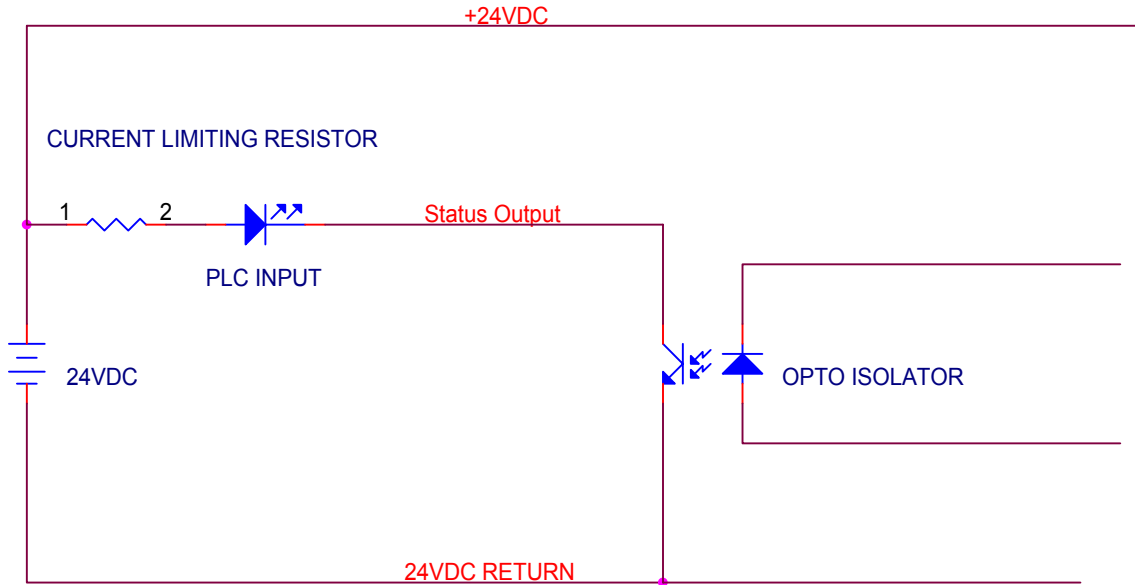 +24VDC
CURRENT LIMITING RESISTOR
1 2
Status Output
PLC INPUT
24VDC
OPTO ISOLATOR
24VDC RETURN